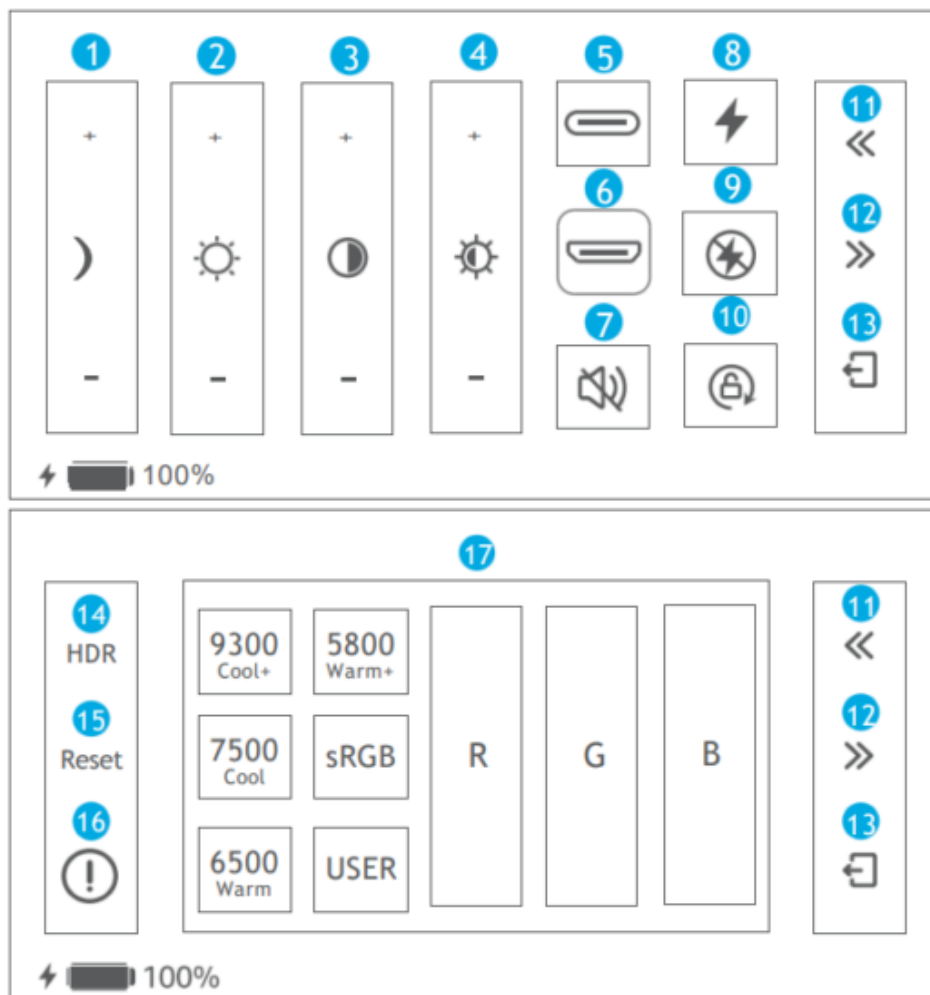 1 2 3 4 5 8
+ + + + 11
6 9
12
7 10 13
- - - -
100%
17
14 11
HDR 9300 5800
Cool+ Warm+
15 12
Reset 7500 sRGB R G B
Cool
16 13
6500 USER
Warm
100%